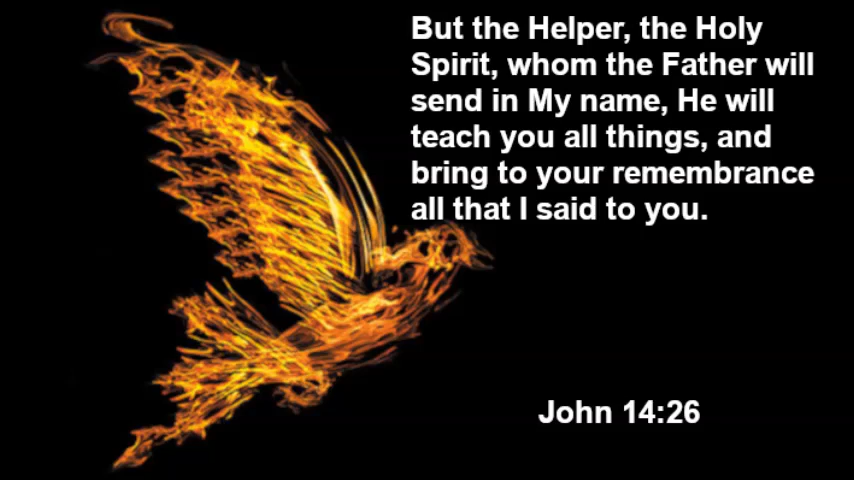 But the Helper, the Holy
Spirit, whom the Father will
send in My name, He will
teach you all things, and
bring to your remembrance
all that I said to you.
John 14:26